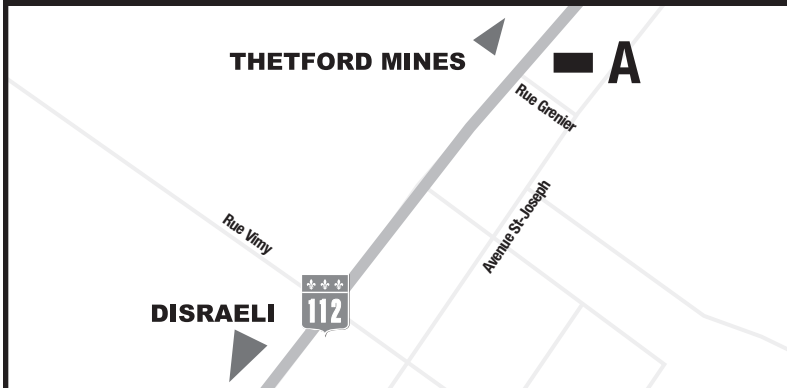 THETFORD MINES
A
Rue Grenier
Avenue St-Joseph
Rue Vimy
112
DISRAELI